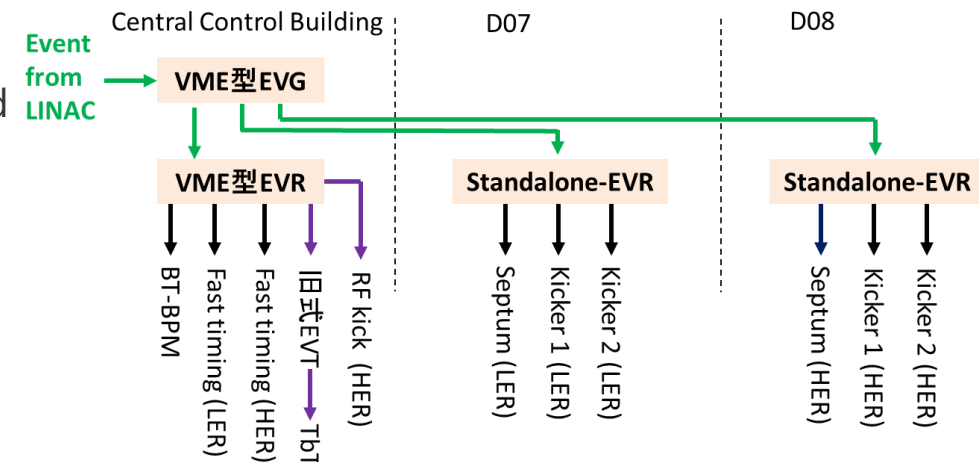 Central Control Building
D07
D08
Event
from
LINAC
d
VME型EVG
VME型EVR
Standalone-EVR
Standalone-EVR
BT-BPM
Fast timing (LER)
Fast timing (HER)
旧式EVT
TbT
RF kick (HER)
Septum (LER)
Kicker 1 (LER)
Kicker 2 (LER)
Septum (HER)
Kicker 1 (HER)
Kicker 2 (HER)